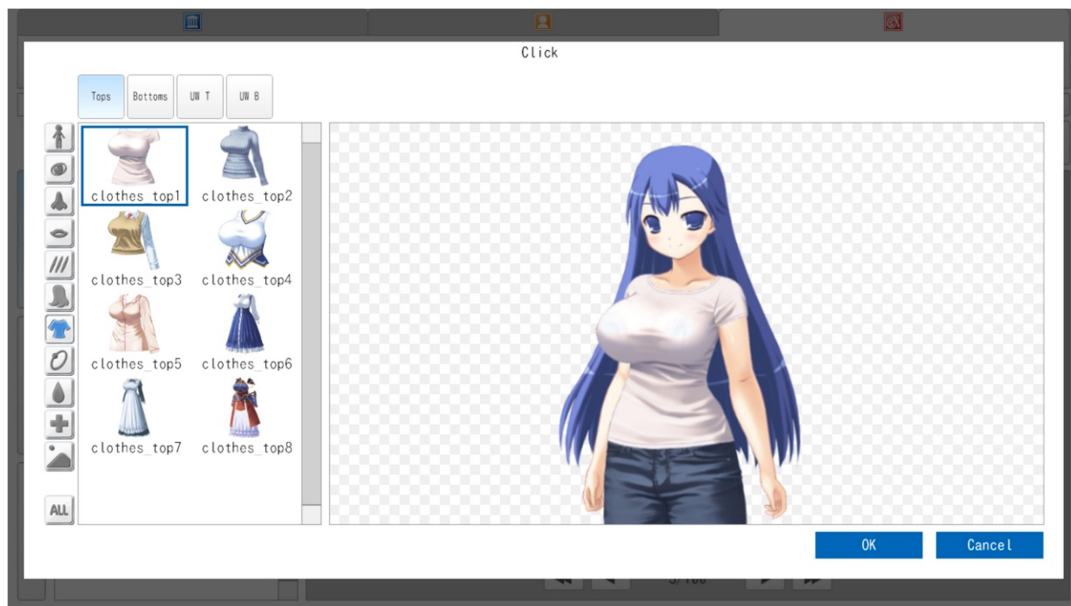 Click
Tops
Bottoms
UW T
UW B
clothes_top1
clothes_top2
clothes_top3
clothes_top4
clothes_top5
clothes_top6
clothes_top7
clothes_top8
ALL
OK
Cancel